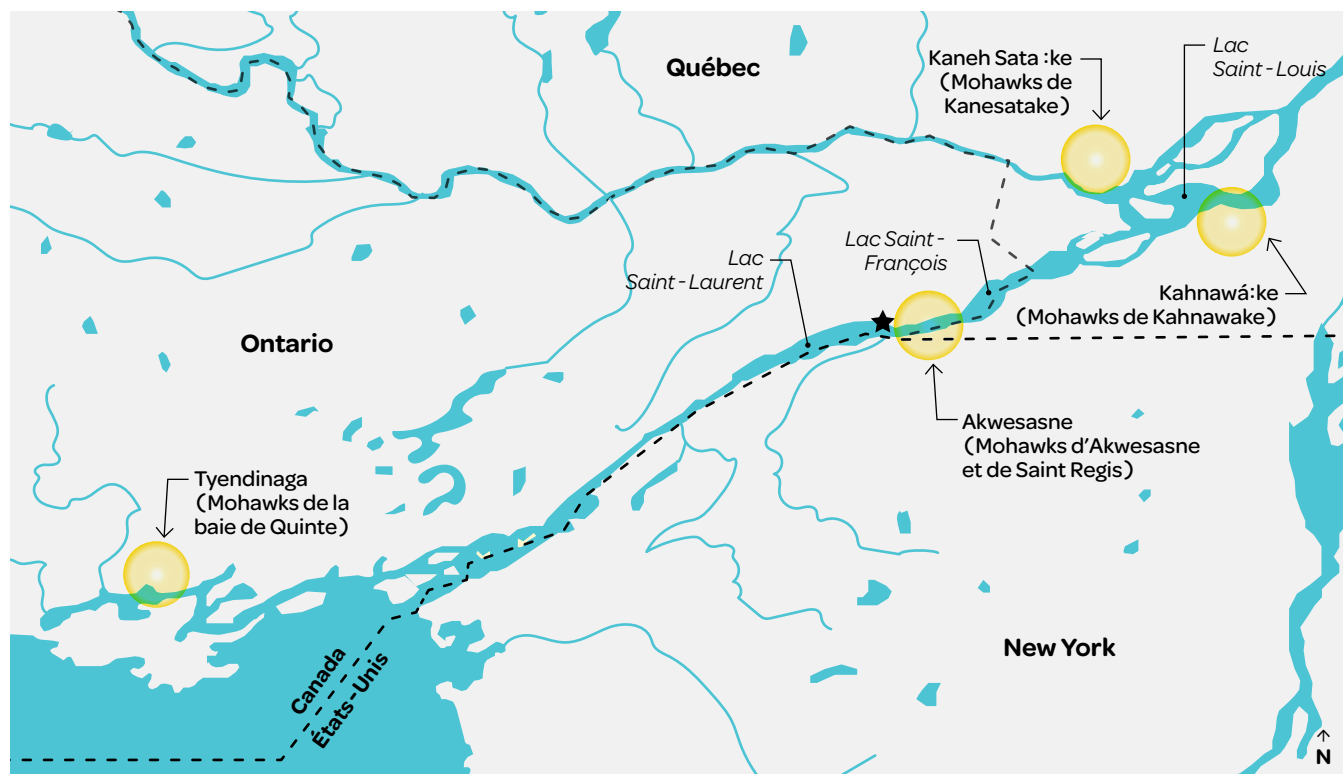 Québec
Kaneh Sata :ke
(Mohawks de
Kanesatake)
Lac
Saint-Louis
Lac
Saint-Laurent
Lac Saint-
François
Kahnawá:ke
(Mohawks de Kahnawake)
Ontario
Akwesasne
(Mohawks d'Akwesasne
et de Saint Regis)
Tyendinaga
(Mohawks de la
baie de Quinte)
New York
Canada
États-Unis
N